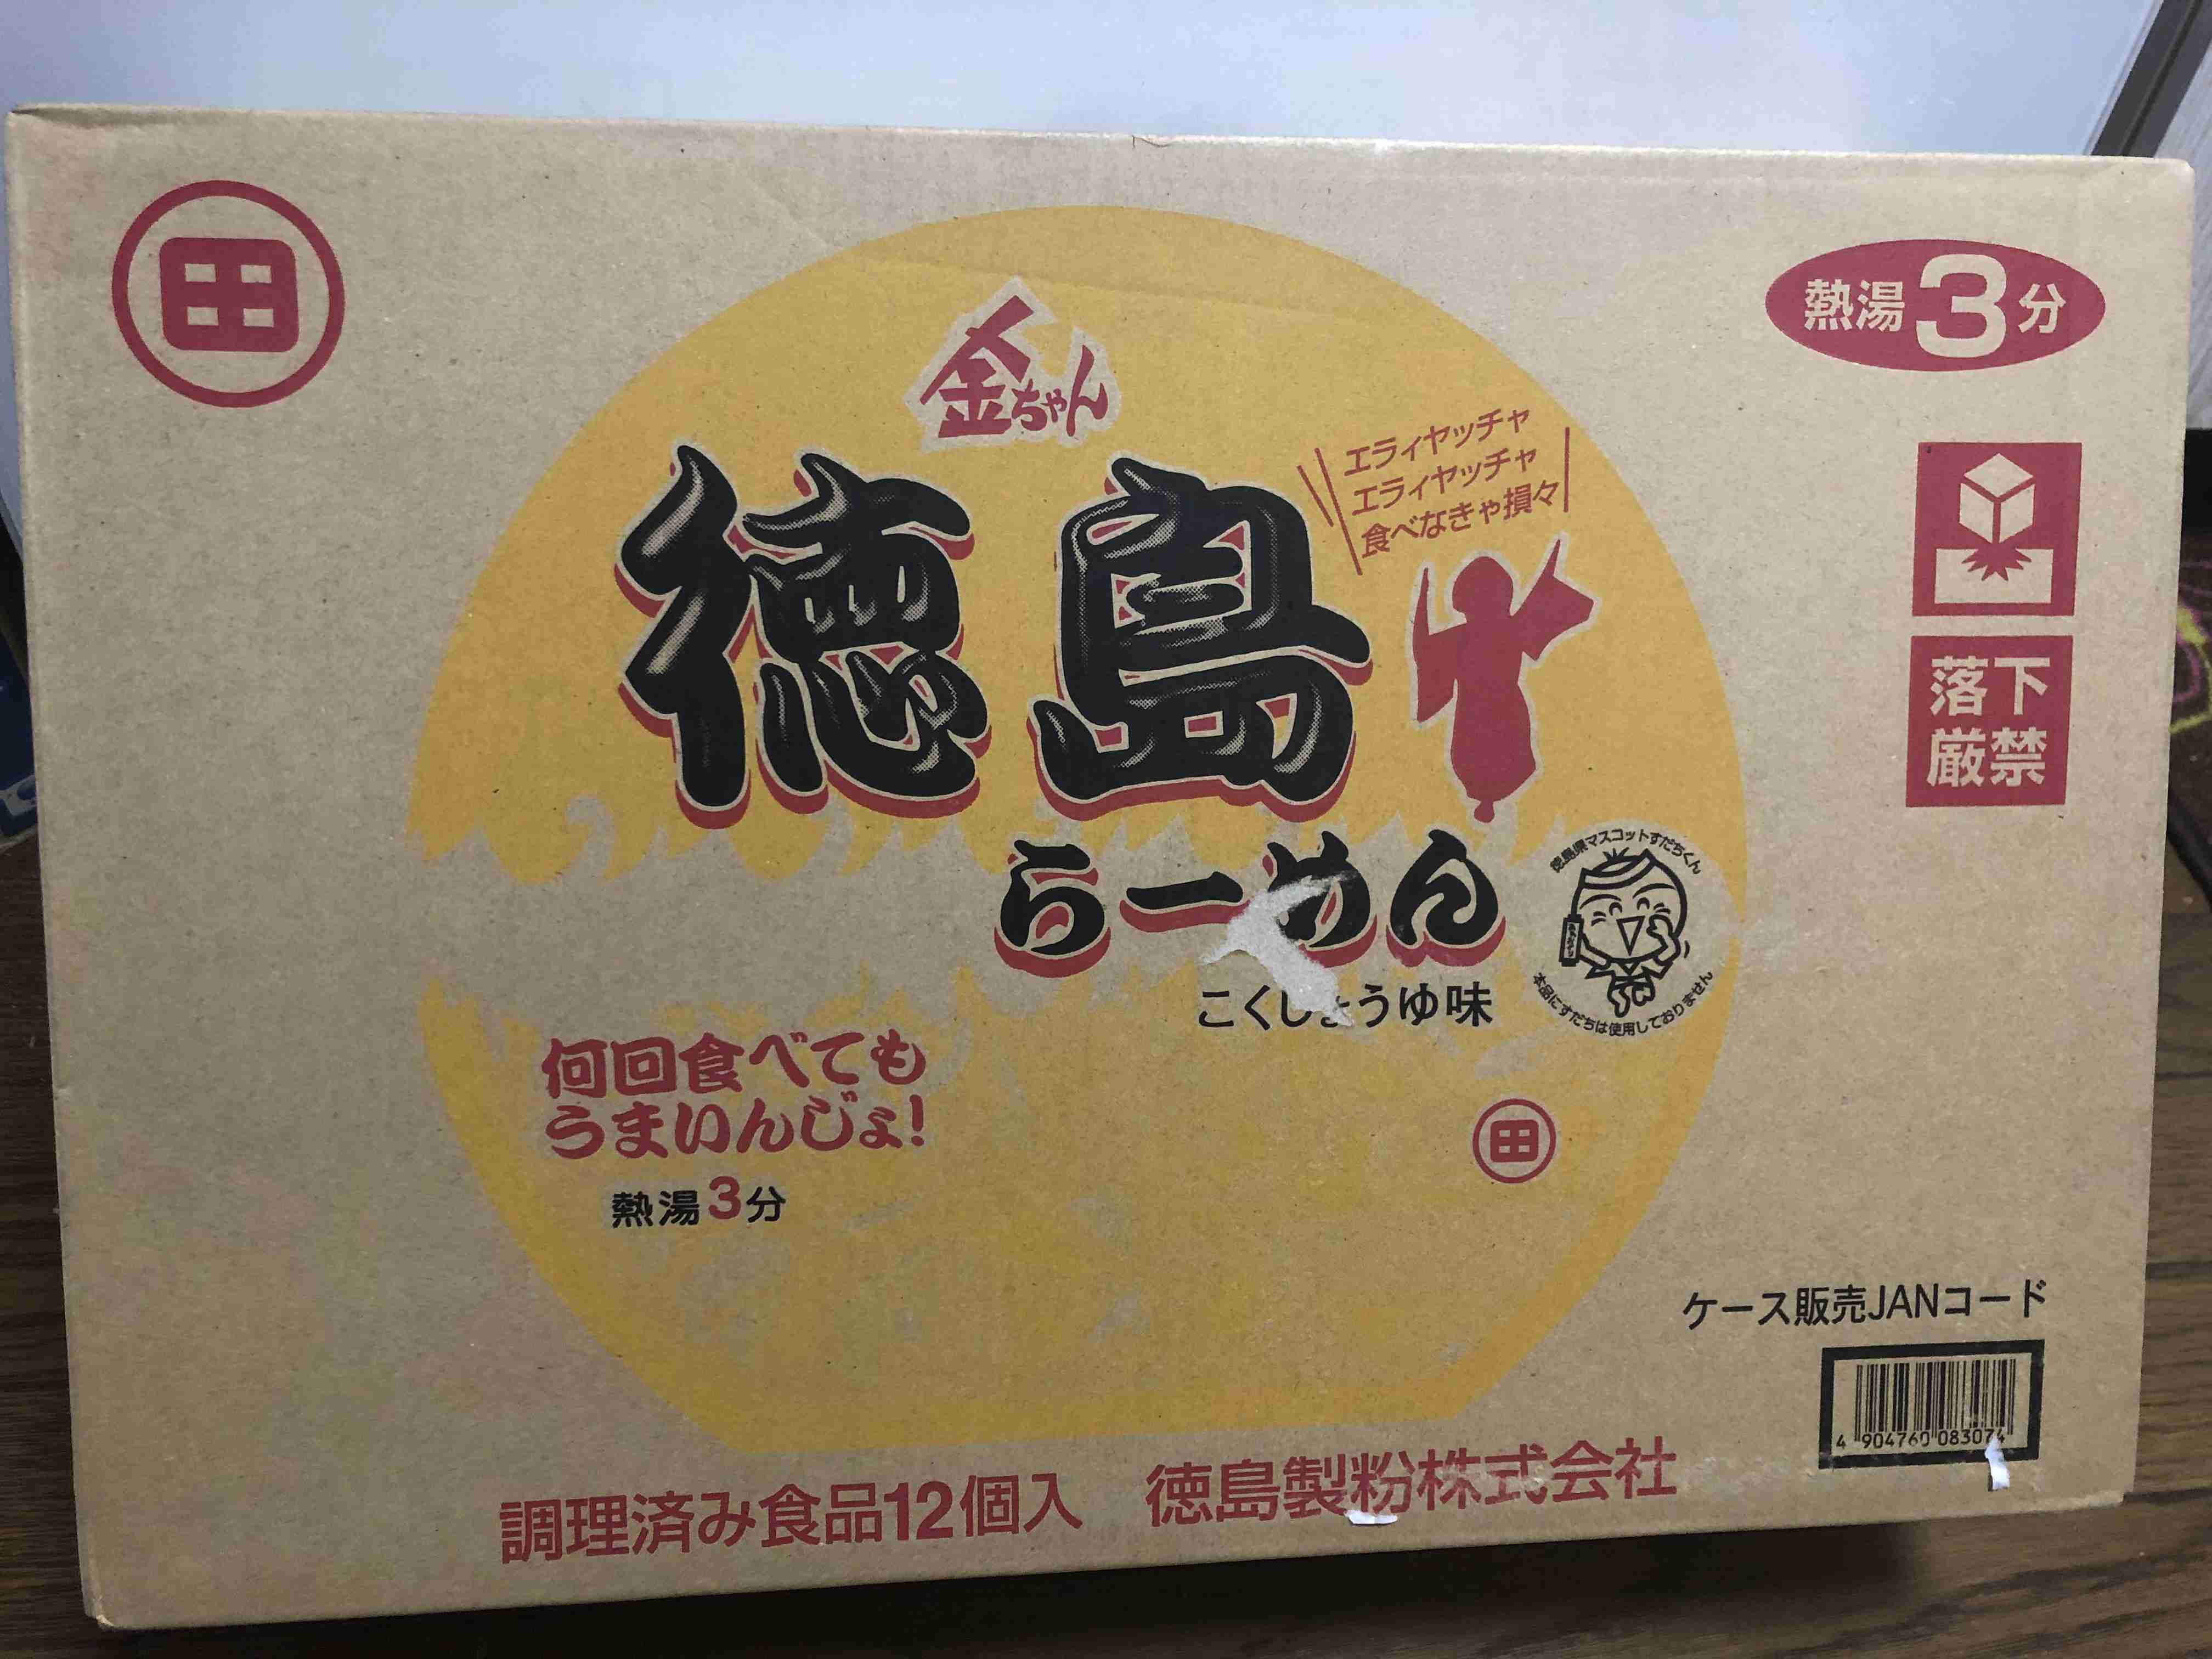 熱湯3分
金ちゃん
エライヤッチャ
エライヤッチャ
食べなきゃ損々
徳島
らーめん
こくしょうゆ味
徳島県マスコットすだちくん
本品にすだちは使用しておりません
落下
厳禁
何回食べても
うまいんじょ!
熱湯3分
ケース販売JANコード
4 904760 083074
調理済み食品12個入 徳島製粉株式会社